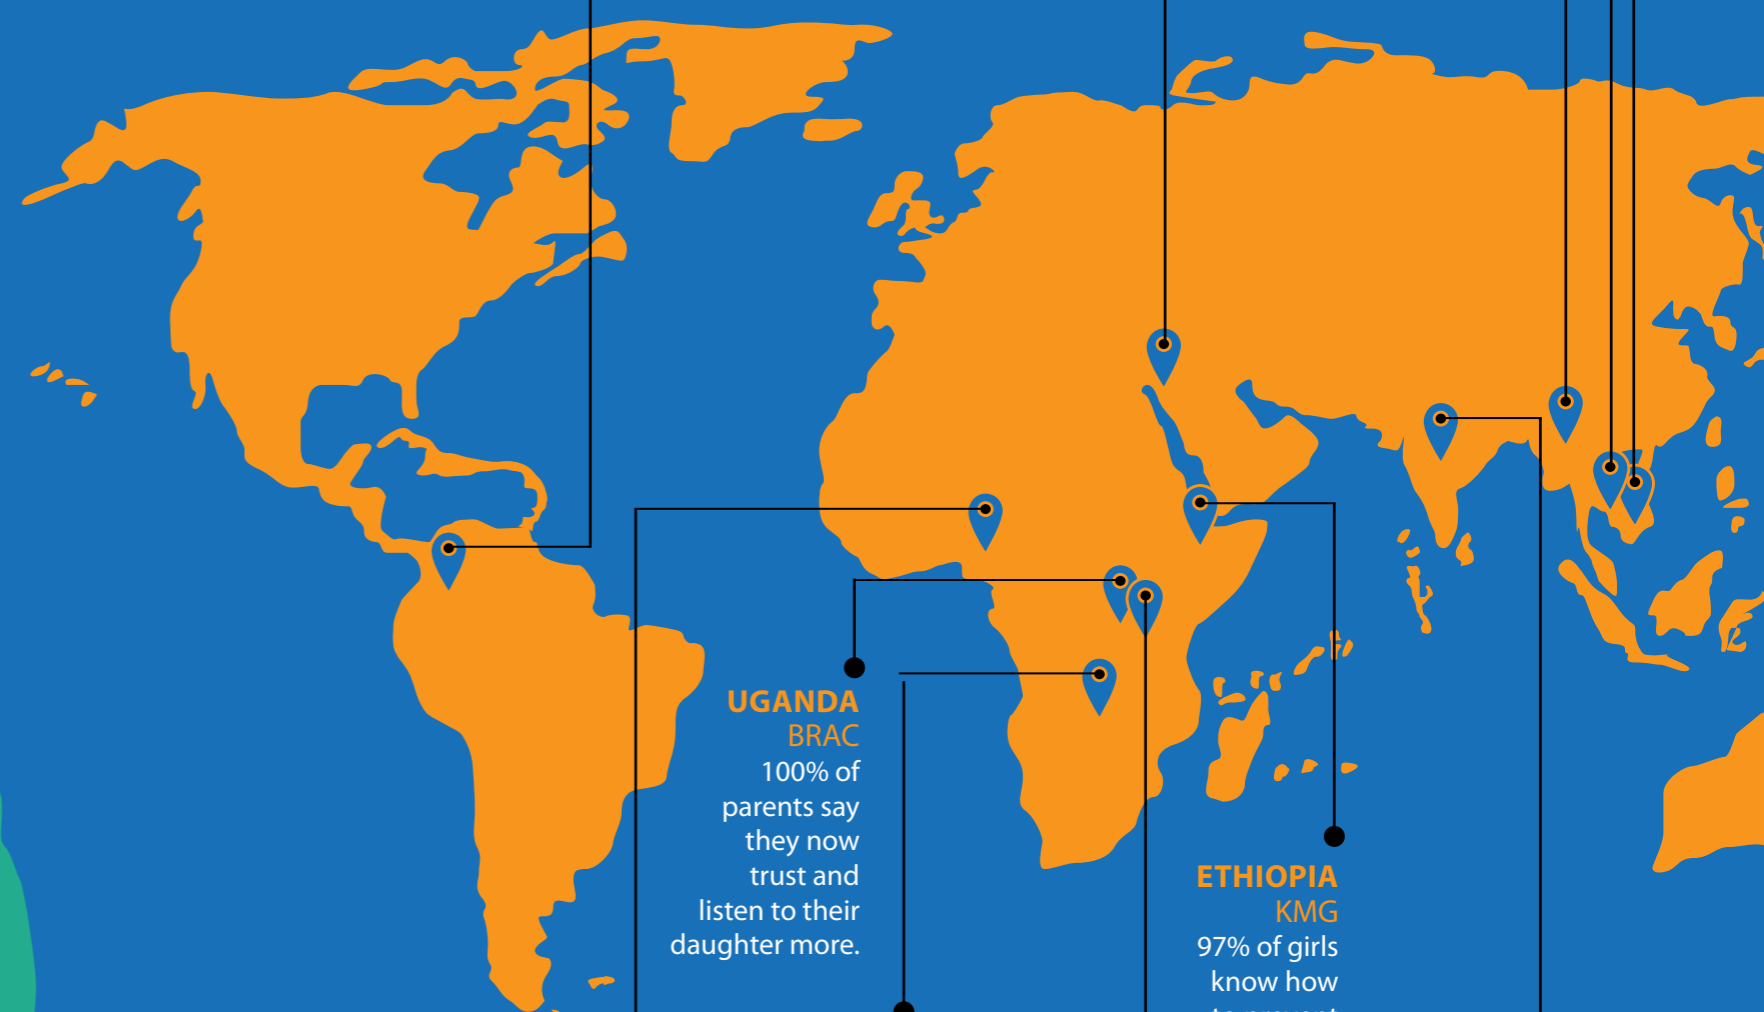 UGANDA
BRAC
100% of
parents say
they now
trust and
listen to their
daughter more.
ETHIOPIA
KMG
97% of girls
know how